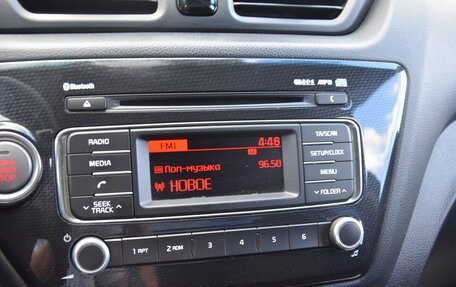 Bluetooth
RADIO
MEDIA
SEEK
TRACK
FM1
4:48
Поп-музыка 96.50
НОВОЕ
TA/SCAN
SETUP/CLOCK
MENU
FOLDER
1 RPT
2 RDM
3
4
5
6
STOP